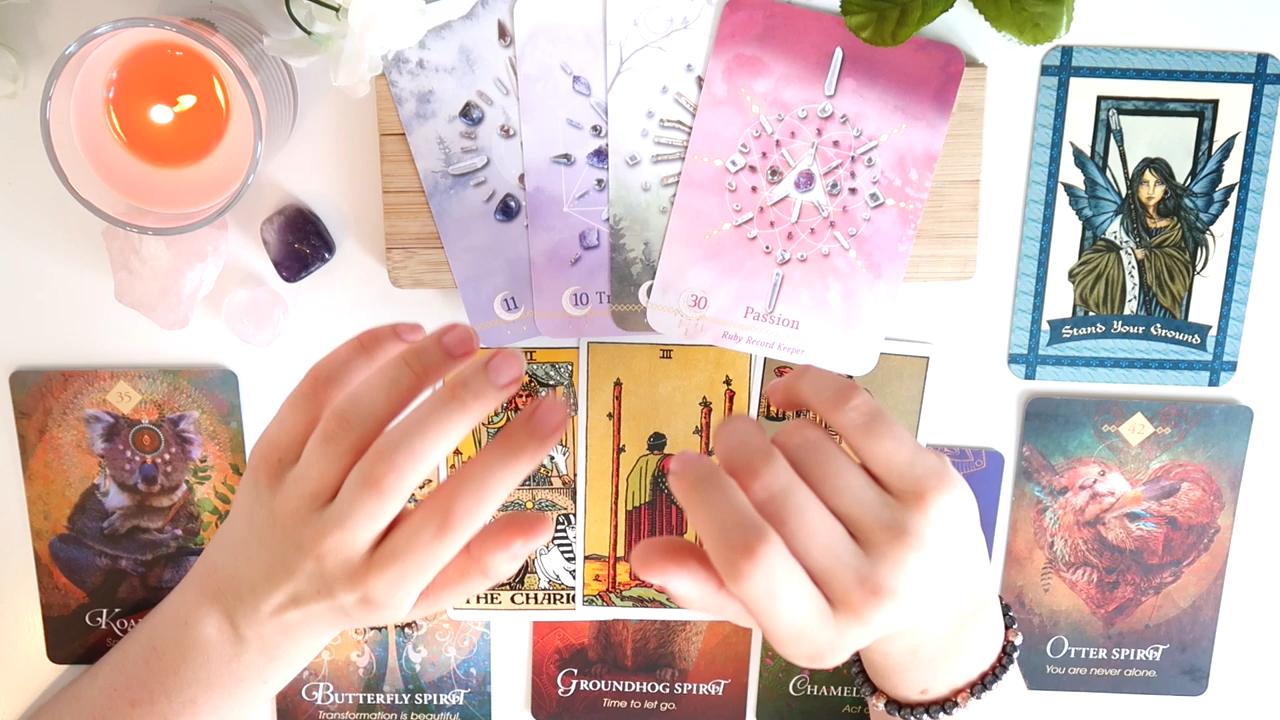 11
10
30
Passion
Ruby Record Keeper
Stand Your Ground
III
THE CHARIO
35
42
OTTER SPIRIT
You are never alone.
BUTTERFLY SPIRIT
Transformation is beautiful.
GROUNDHOG SPIRIT
Time to let go.